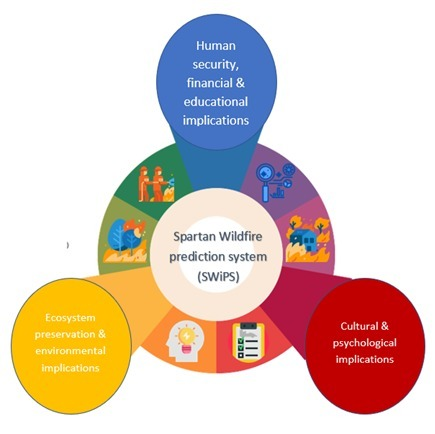 Human
security,
financial &
educational
implications
Spartan Wildfire
prediction system
(SWiPS)
)
Ecosystem
preservation &
environmental
implications
Cultural &
psychological
implications